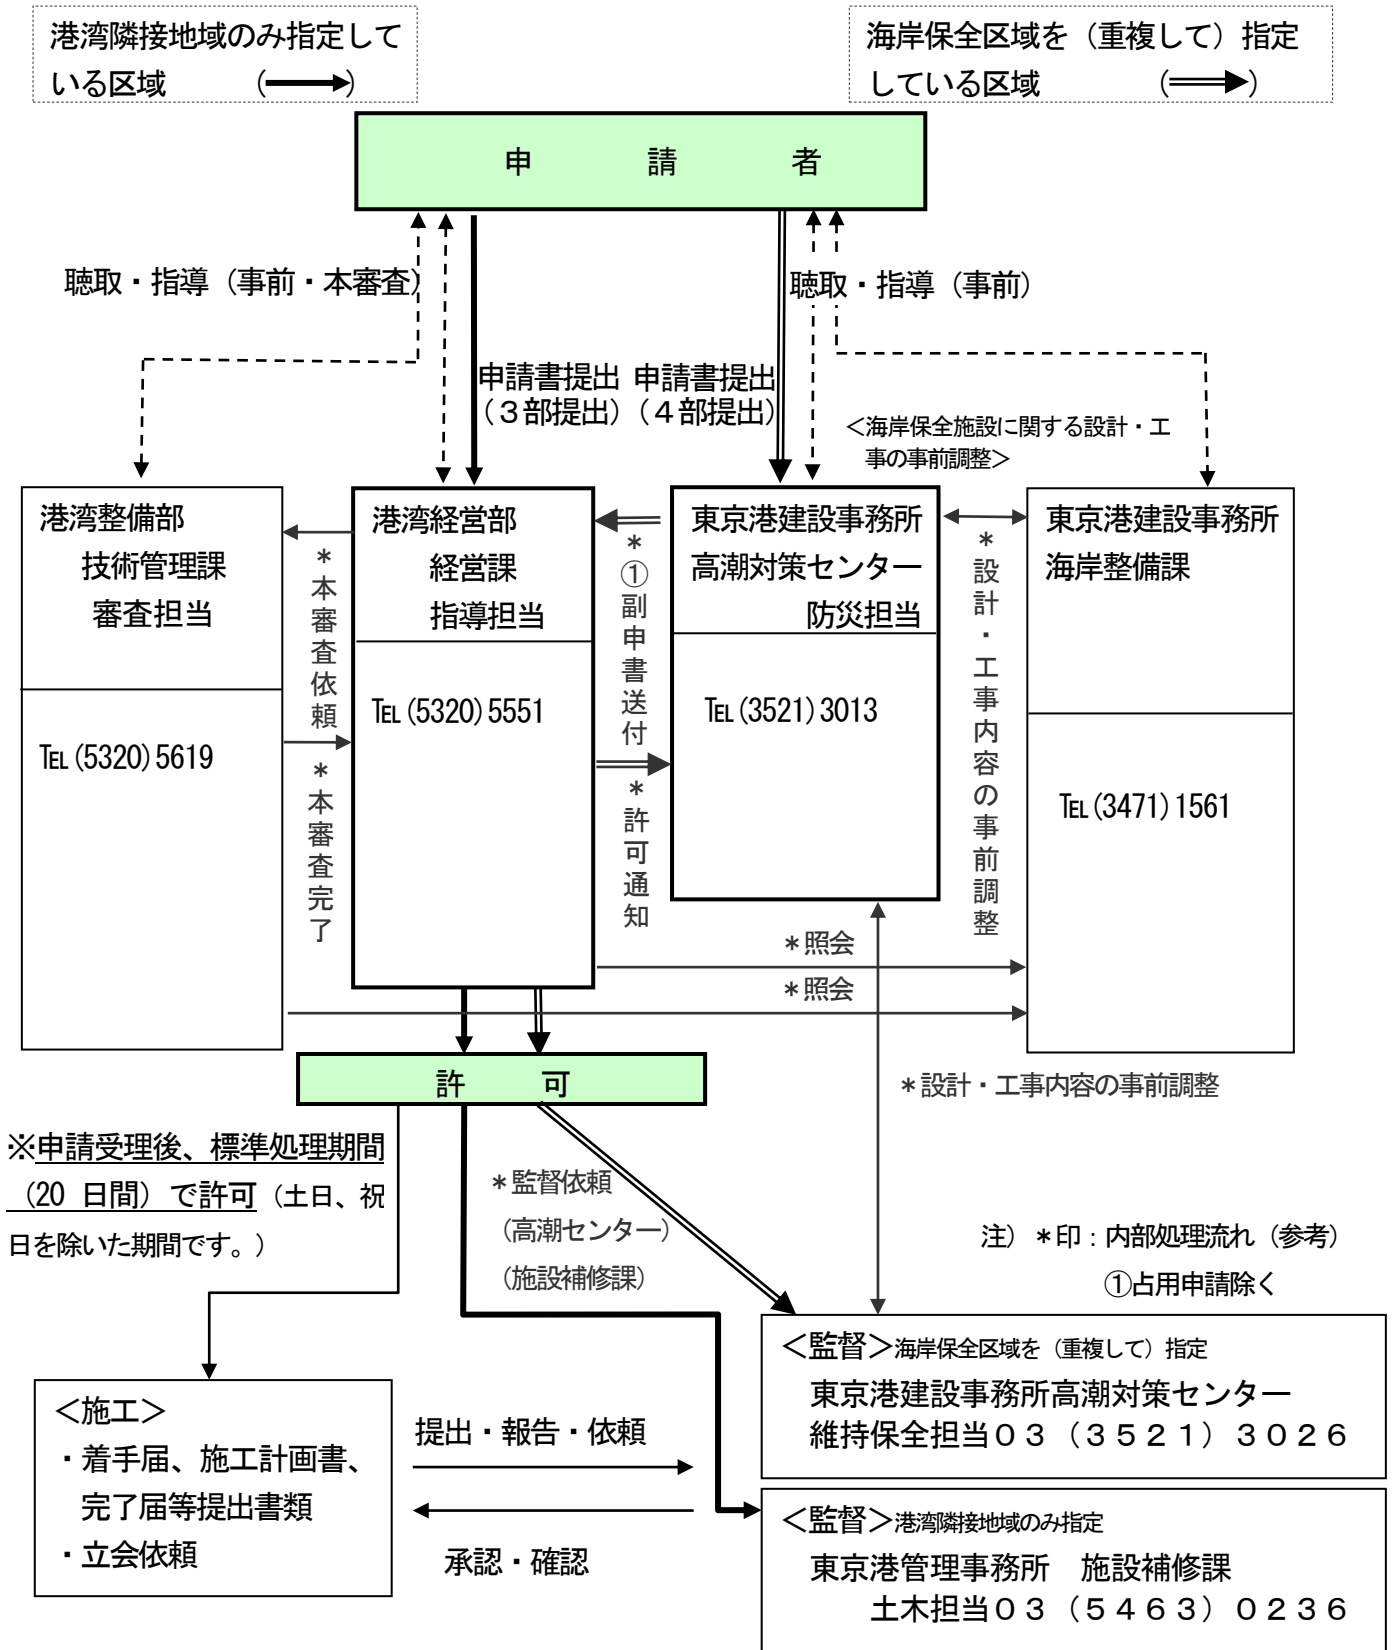 港湾隣接地域のみ指定して
いる区域 ( )
海岸保全区域を（重複して）指定
している区域 ( )
申 請 者
聴取・指導（事前・本審査）
聴取・指導（事前）
申請書提出
（３部提出）
申請書提出
（４部提出）
＜海岸保全施設に関する設計・工
事の事前調整＞
港湾整備部
技術管理課
審査担当
℡(5320)5619
＊本審査依頼
＊本審査完了
港湾経営部
経営課
指導担当
℡(5320)5551
＊①副申書送付
＊許可通知
東京港建設事務所
高潮対策センター
防災担当
℡(3521)3013
＊設計・工事内容の事前調整
東京港建設事務所
海岸整備課
℡(3471)1561
＊照会
＊照会
許 可
＊設計・工事内容の事前調整
※申請受理後、標準処理期間
（20 日間）で許可（土日、祝
日を除いた期間です。）
＊監督依頼
（高潮センター）
（施設補修課）
注）＊印：内部処理流れ（参考）
①占用申請除く
＜施工＞
・着手届、施工計画書、
完了届等提出書類
・立会依頼
提出・報告・依頼
承認・確認
＜監督＞海岸保全区域を（重複して）指定
東京港建設事務所高潮対策センター
維持保全担当０３（３５２１）３０２６
＜監督＞港湾隣接地域のみ指定
東京港管理事務所 施設補修課
土木担当０３（５４６３）０２３６